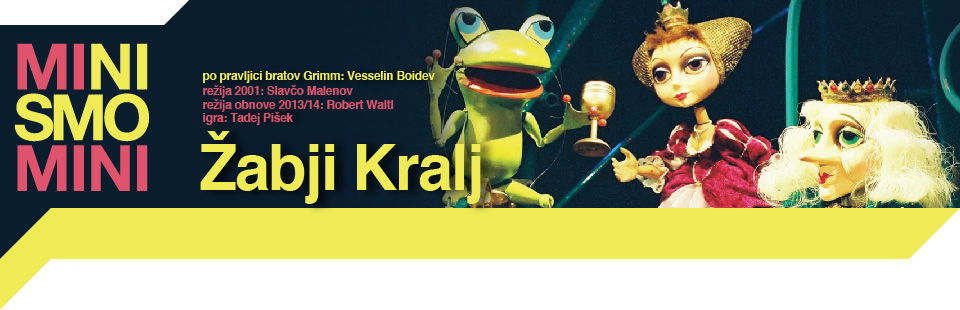 MINI
SMO
MINI
po pravljici bratov Grimm: Vesselin Boidev
režija 2001: Slavčo Malenov
režija obnove 2013/14: Robert Waltl
igra: Tadej Pišek
Žabji Kralj